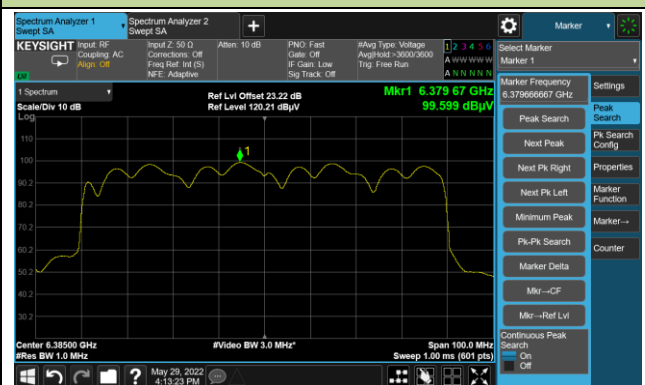 Spectrum Analyzer 1
Swept SA
Spectrum Analyzer 2
Swept SA
+
Marker
KEYSIGHT
Input: RF
Coupling: AC
Align: Off
Input Z: 50 Ω
Corrections: Off
Freq Ref: Int (S)
NFE: Adaptive
Atten: 10 dB
PNO: Fast
Gate: Off
IF Gain: Low
Sig Track: Off
#Avg Type: Voltage
Avg|Hold:>3600/3600
Trig: Free Run
1 2 3 4 5 6
A W W W W W
A N N N N N
LXI
Select Marker
Marker 1
1 Spectrum
Scale/Div 10 dB
Log
Ref Lvl Offset 23.22 dB
Ref Level 120.21 dBµV
Mkr1 6.379 67 GHz
99.599 dBµV
110
100
90.2
80.2
70.2
60.2
50.2
40.2
30.2
1
Center 6.38500 GHz
#Res BW 1.0 MHz
#Video BW 3.0 MHz*
Span 100.0 MHz
Sweep 1.00 ms (601 pts)
Marker Frequency
6.379666667 GHz
Peak Search
Next Peak
Next Pk Right
Next Pk Left
Minimum Peak
Pk-Pk Search
Marker Delta
Mkr→CF
Mkr→Ref Lvl
Continuous Peak
Search
On
Off
Settings
Peak
Search
Pk Search
Config
Properties
Marker
Function
Marker→
Counter
?
May 29, 2022
4:13:23 PM